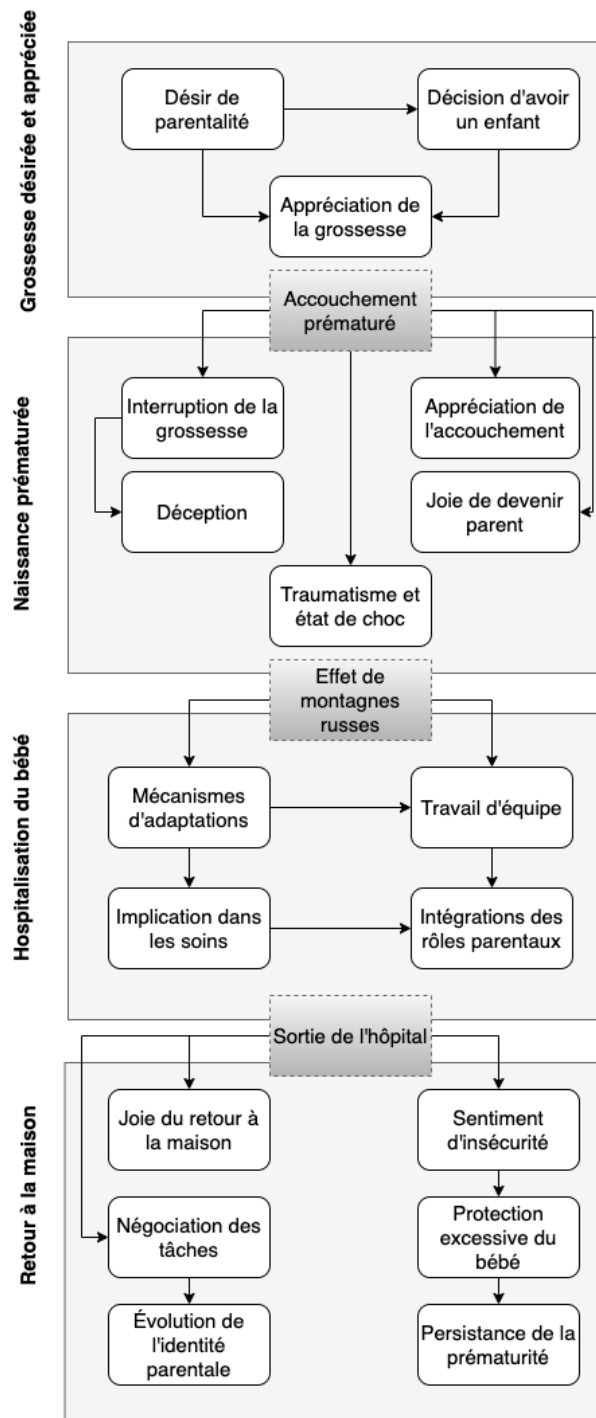 Grossesse désirée et appréciée
Désir de
parentalité
Décision d'avoir
un enfant
Appréciation de
la grossesse
Accouchement
prématuré
Naissance prématurée
Interruption de la
grossesse
Appréciation de
l'accouchement
Déception
Joie de devenir
parent
Traumatisme et
état de choc
Effet de
montagnes
russes
Hospitalisation du bébé
Mécanismes
d'adaptations
Travail d'équipe
Implication dans
les soins
Intégrations des
rôles parentaux
Sortie de l'hôpital
Retour à la maison
Joie du retour à
la maison
Sentiment
d'insécurité
Négociation des
tâches
Protection
excessive du
bébé
Évolution de
l'identité
parentale
Persistance de la
prématurité